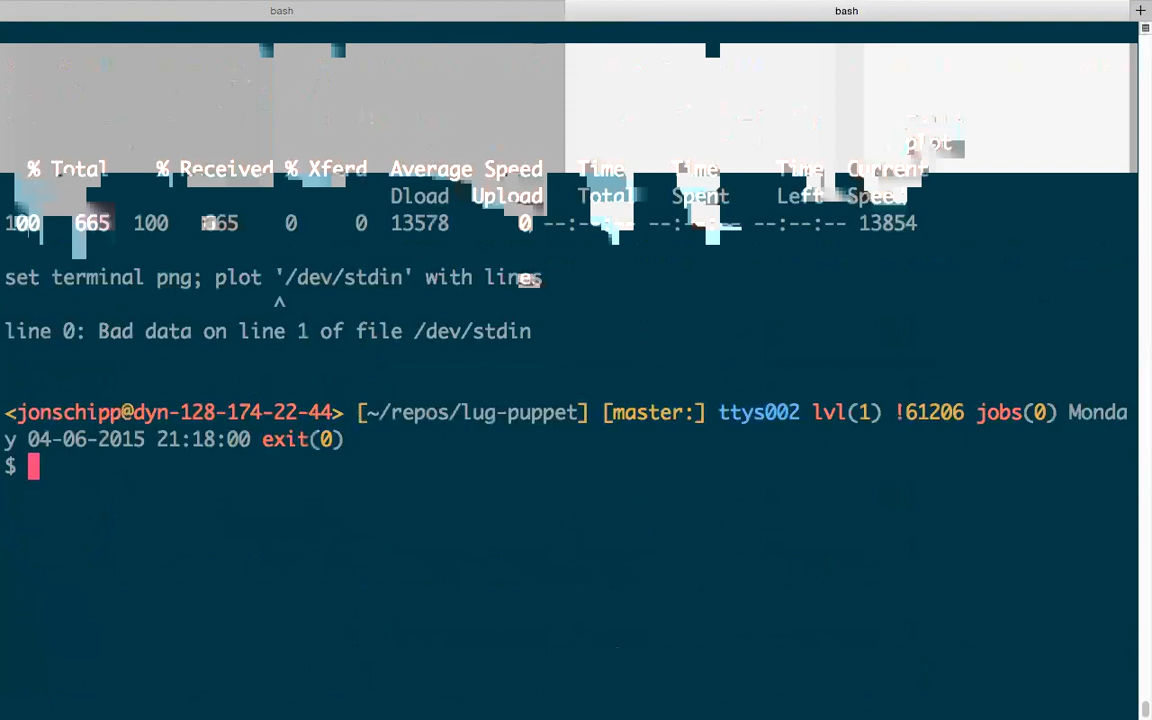 bash bash
plot
% Total % Received % Xferd Average Speed Time Time Time Current
Dload Upload Total Spent Left Speed
100 665 100 665 0 0 13578 0 --:--:-- --:--:-- --:--:-- 13854
set terminal png; plot '/dev/stdin' with lines
^
line 0: Bad data on line 1 of file /dev/stdin
<jonschipp@dyn-128-174-22-44> [~/repos/lug-puppet] [master:] ttys002 lvl(1) !61206 jobs(0) Monda
y 04-06-2015 21:18:00 exit(0)
$